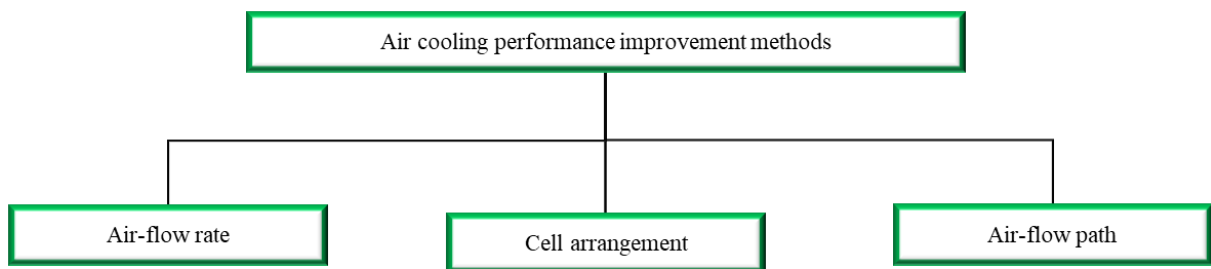 Air cooling performance improvement methods
Air-flow rate
Cell arrangement
Air-flow path